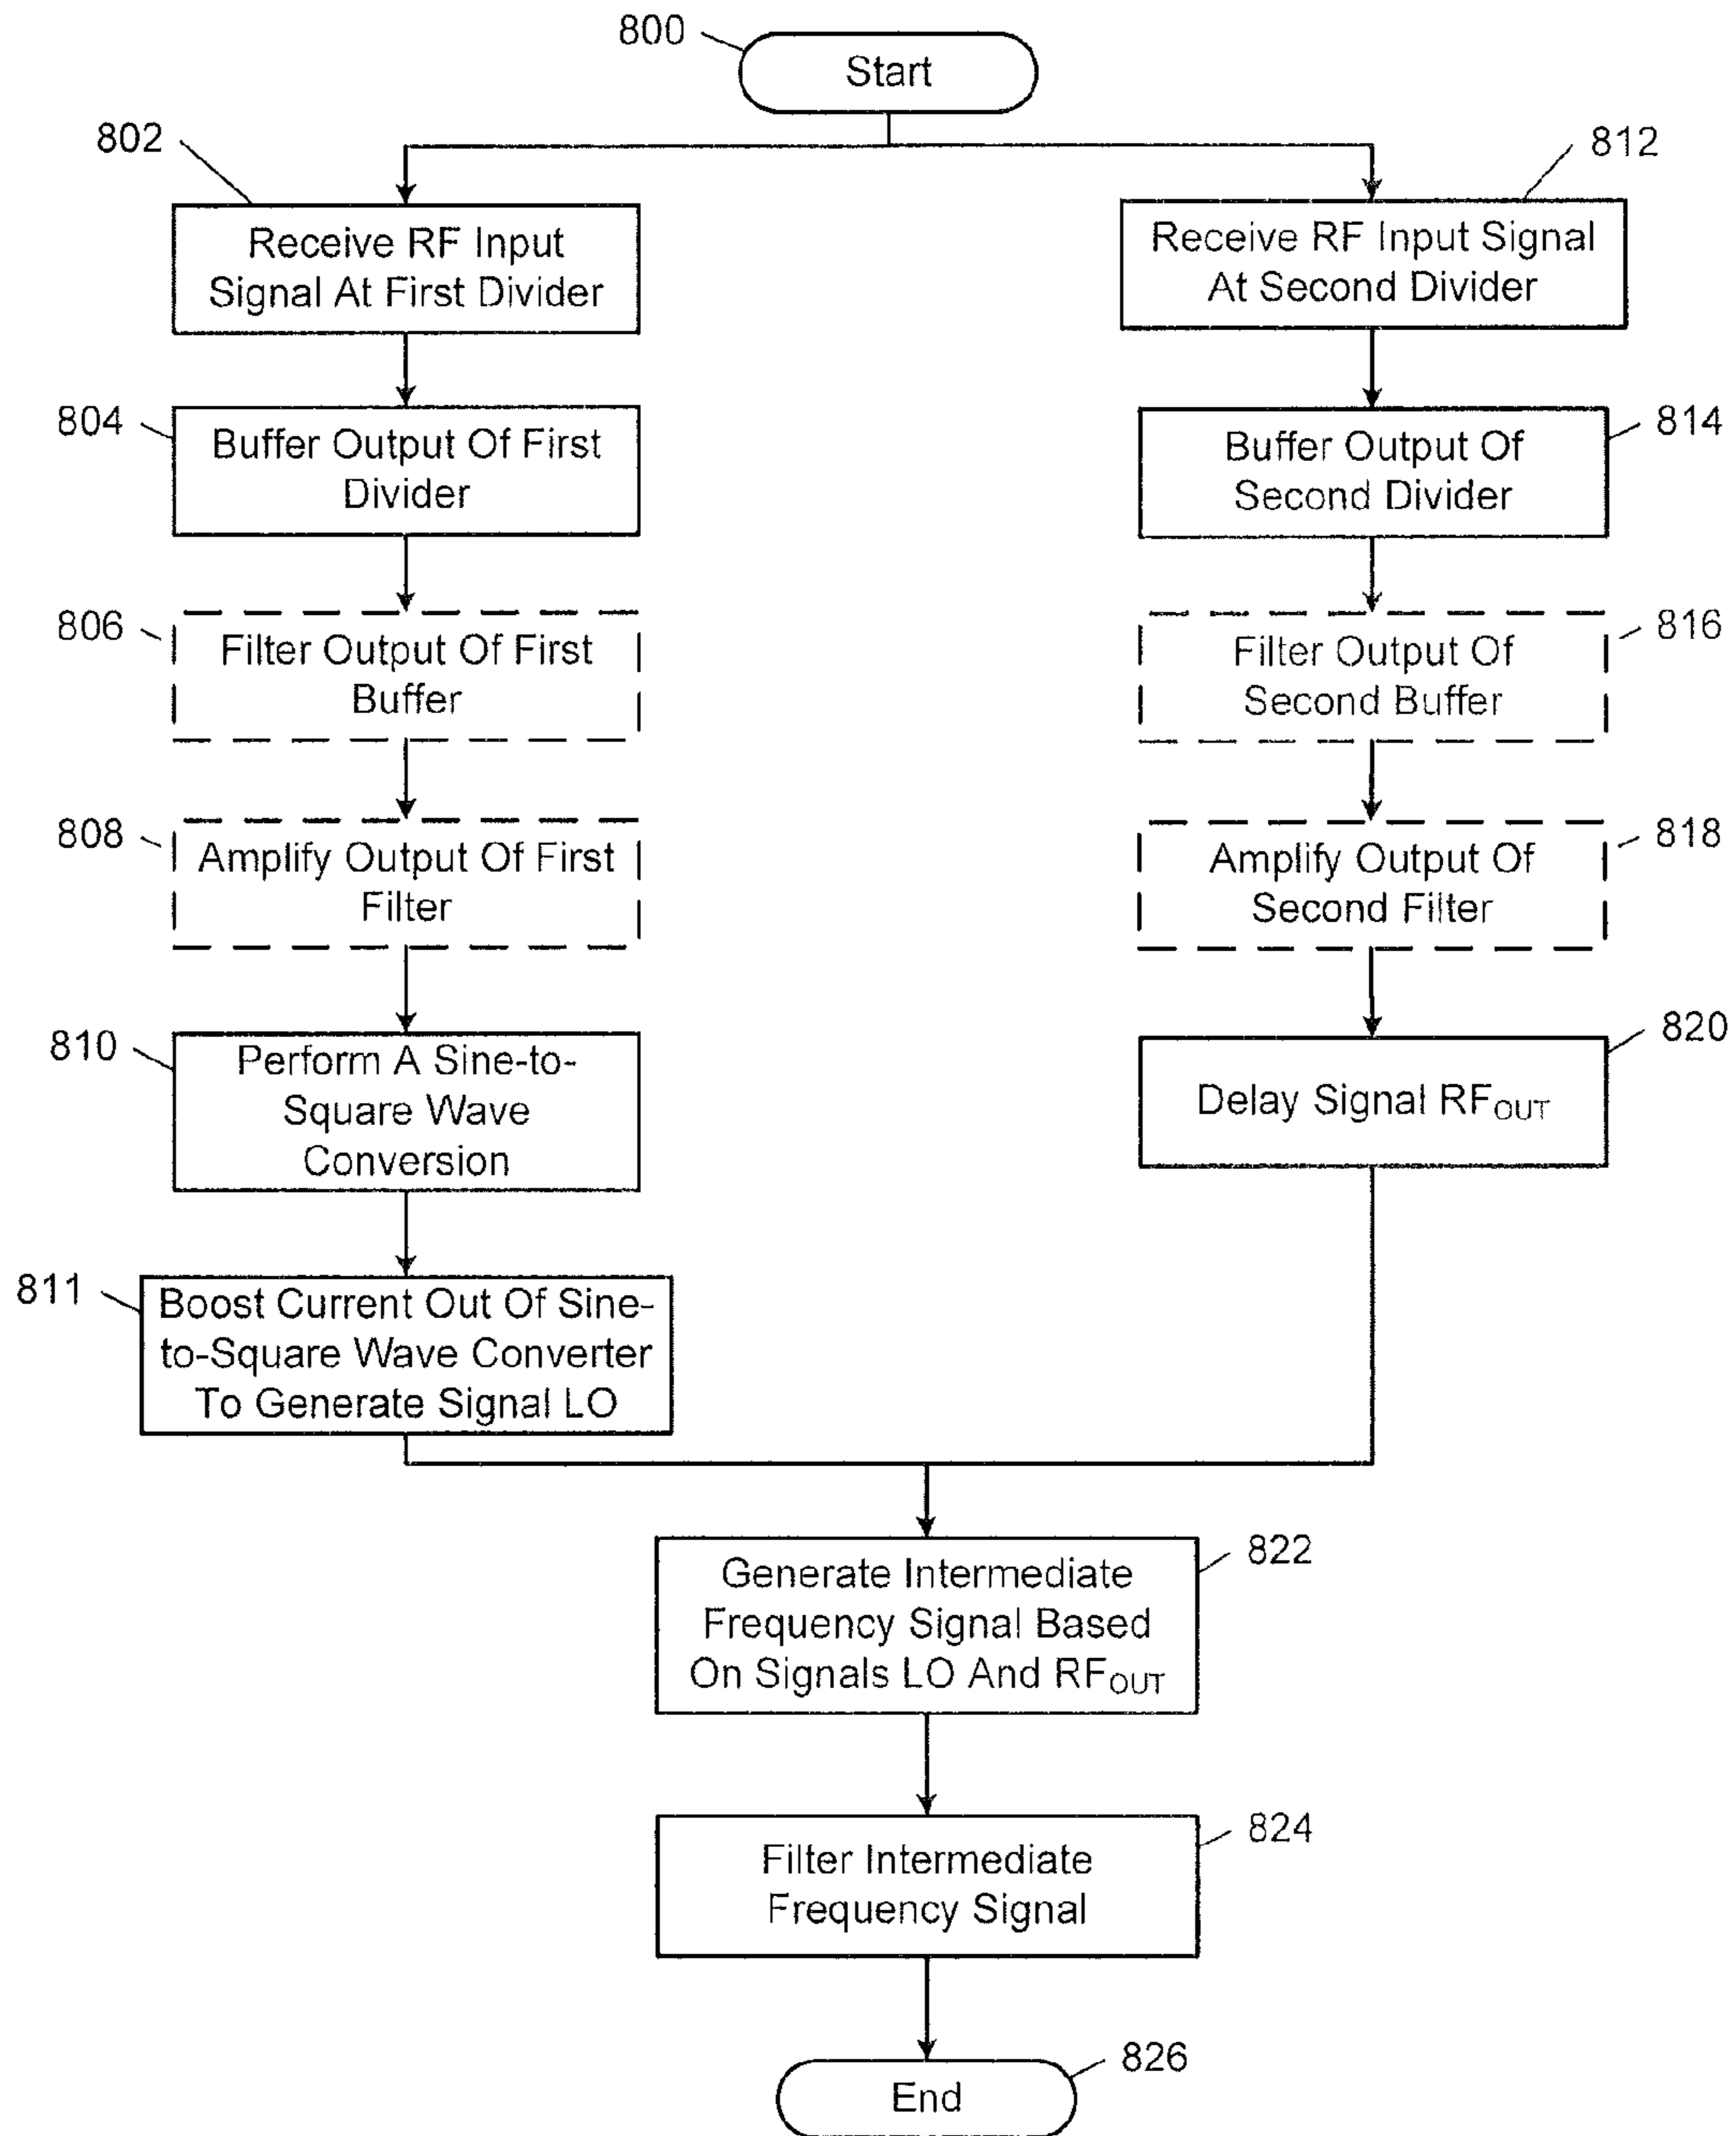 800
Start
802
Receive RF Input
Signal At First Divider
804
Buffer Output Of First
Divider
806
Filter Output Of First
Buffer
808
Amplify Output Of First
Filter
810
Perform A Sine-to-
Square Wave
Conversion
811
Boost Current Out Of Sine-
to-Square Wave Converter
To Generate Signal LO
812
Receive RF Input Signal
At Second Divider
814
Buffer Output Of
Second Divider
816
Filter Output Of
Second Buffer
818
Amplify Output Of
Second Filter
820
Delay Signal RFOUT
822
Generate Intermediate
Frequency Signal Based
On Signals LO And RFOUT
824
Filter Intermediate
Frequency Signal
826
End